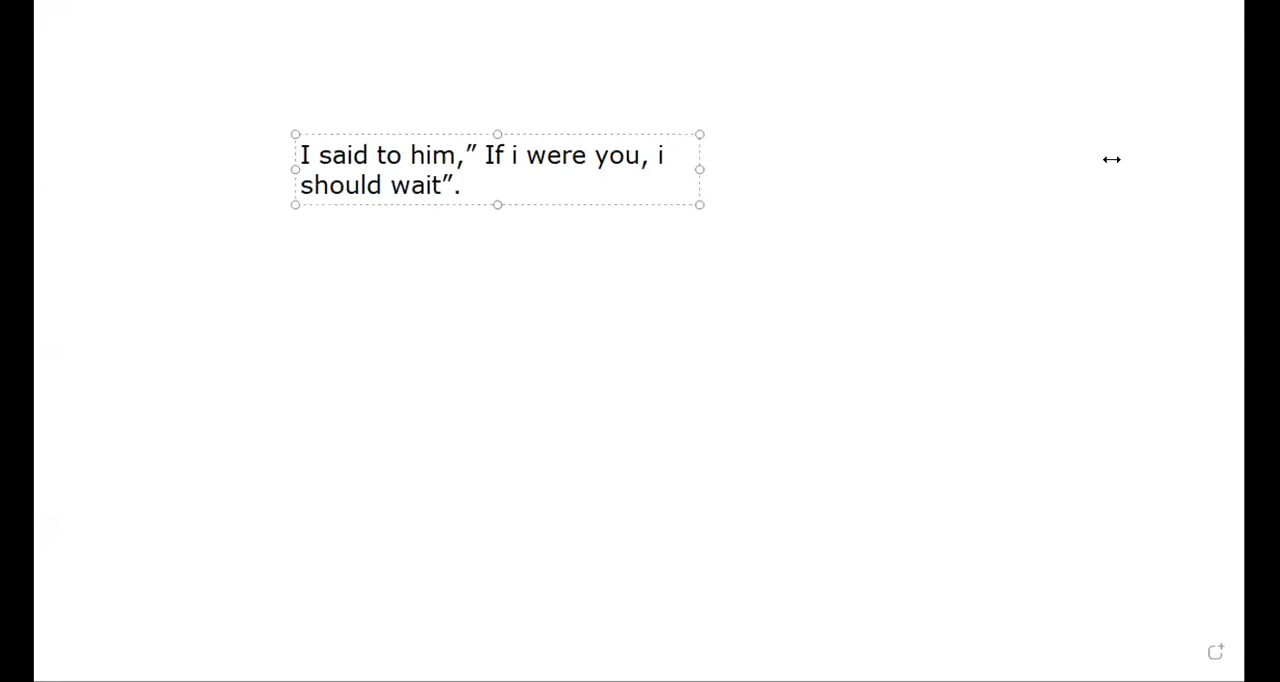 I said to him,” If i were you, i
should wait”.